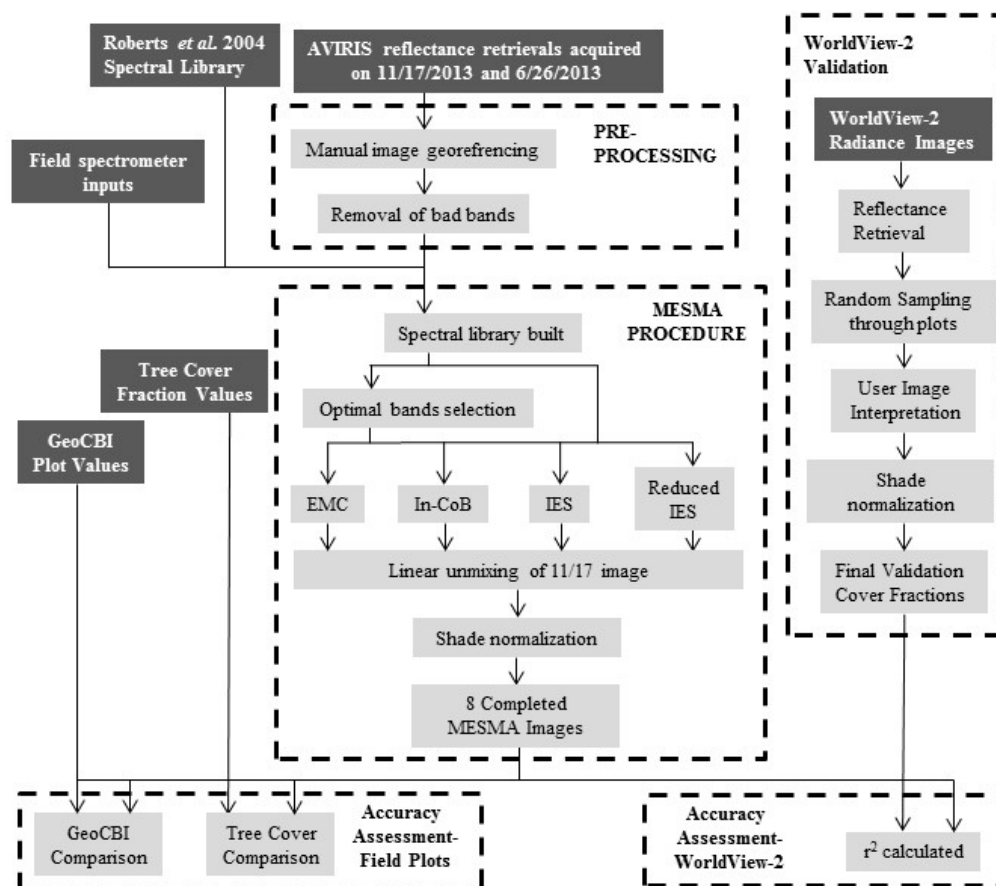 Roberts et al. 2004
Spectral Library
AVIRIS reflectance retrievals acquired
on 11/17/2013 and 6/26/2013
WorldView-2
Validation
Field spectrometer
inputs
PRE-
PROCESSING
Manual image georefrencing
Removal of bad bands
WorldView-2
Radiance Images
Reflectance
Retrieval
Random Sampling
through plots
User Image
Interpretation
Shade
normalization
Final Validation
Cover Fractions
MESMA
PROCEDURE
Spectral library built
Optimal bands selection
EMC
In-CoB
IES
Reduced
IES
Linear unmixing of 11/17 image
Shade normalization
8 Completed
MESMA Images
Tree Cover
Fraction Values
GeoCBI
Plot Values
GeoCBI
Comparison
Tree Cover
Comparison
Accuracy
Assessment-
Field Plots
Accuracy
Assessment-
WorldView-2
r² calculated